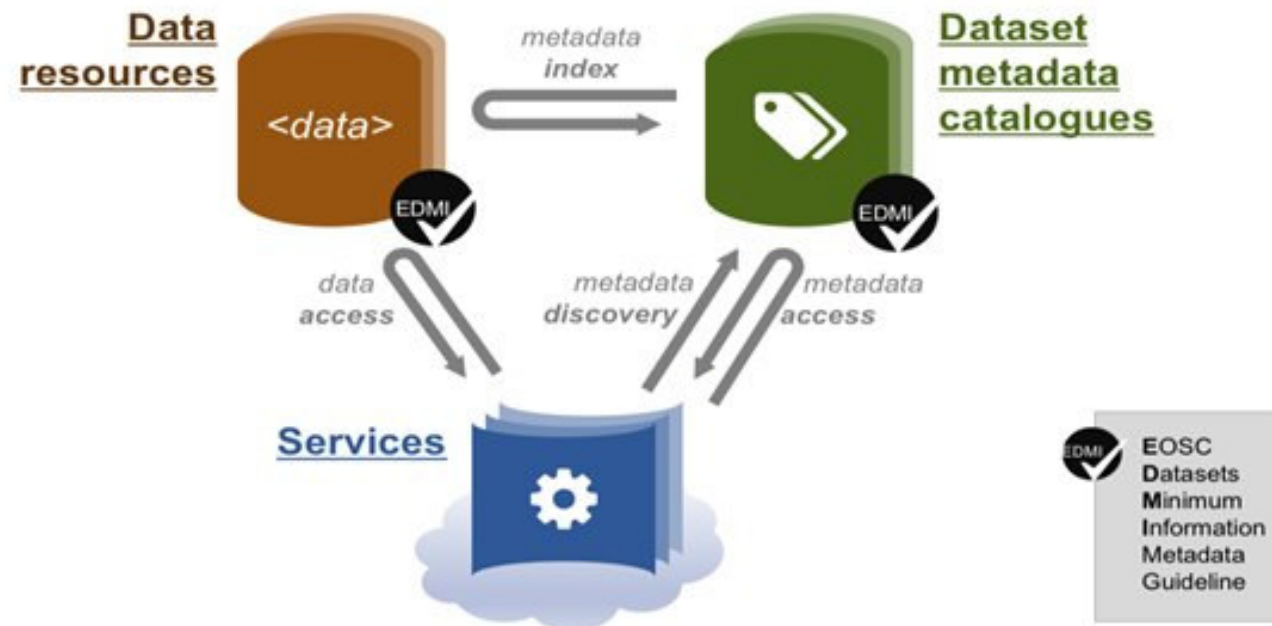 Data
resources
<data>
EDMI
metadata
index
Dataset
metadata
catalogues
EDMI
data
access
metadata
discovery
metadata
access
Services
EDMI
EOSC
Datasets
Minimum
Information
Metadata
Guideline